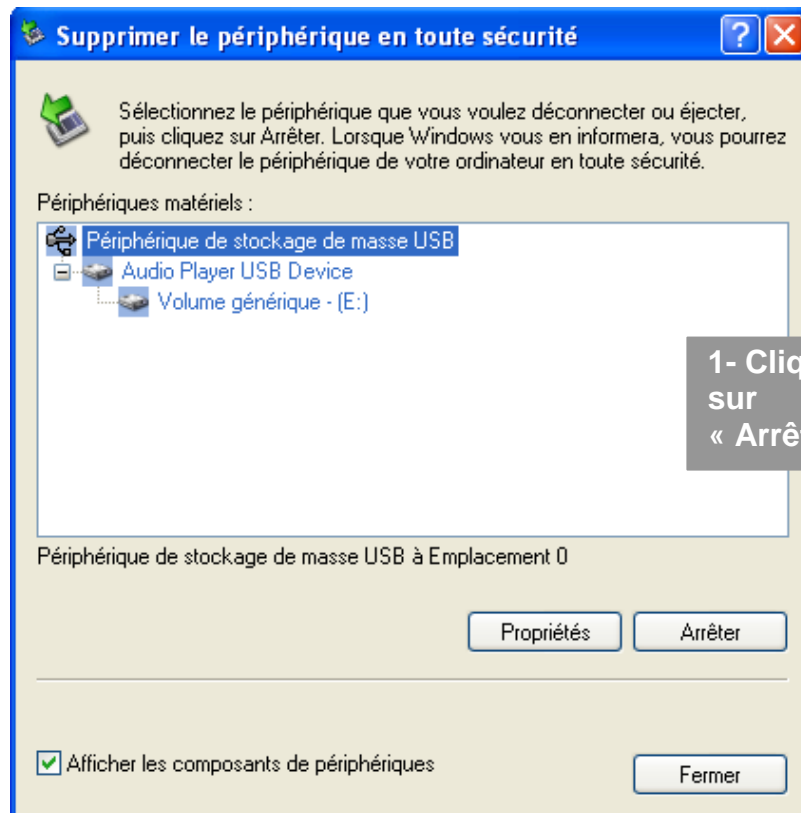 Supprimer le périphérique en toute sécurité
Sélectionnez le périphérique que vous voulez déconnecter ou éjecter,
puis cliquez sur Arrêter. Lorsque Windows vous en informera, vous pourrez
déconnecter le périphérique de votre ordinateur en toute sécurité.
Périphériques matériels :
Périphérique de stockage de masse USB
Audio Player USB Device
Volume générique - (E:)
1-
sur
«
Périphérique de stockage de masse USB à Emplacement 0
Propriétés Arrêter
Afficher les composants de périphériques
Fermer